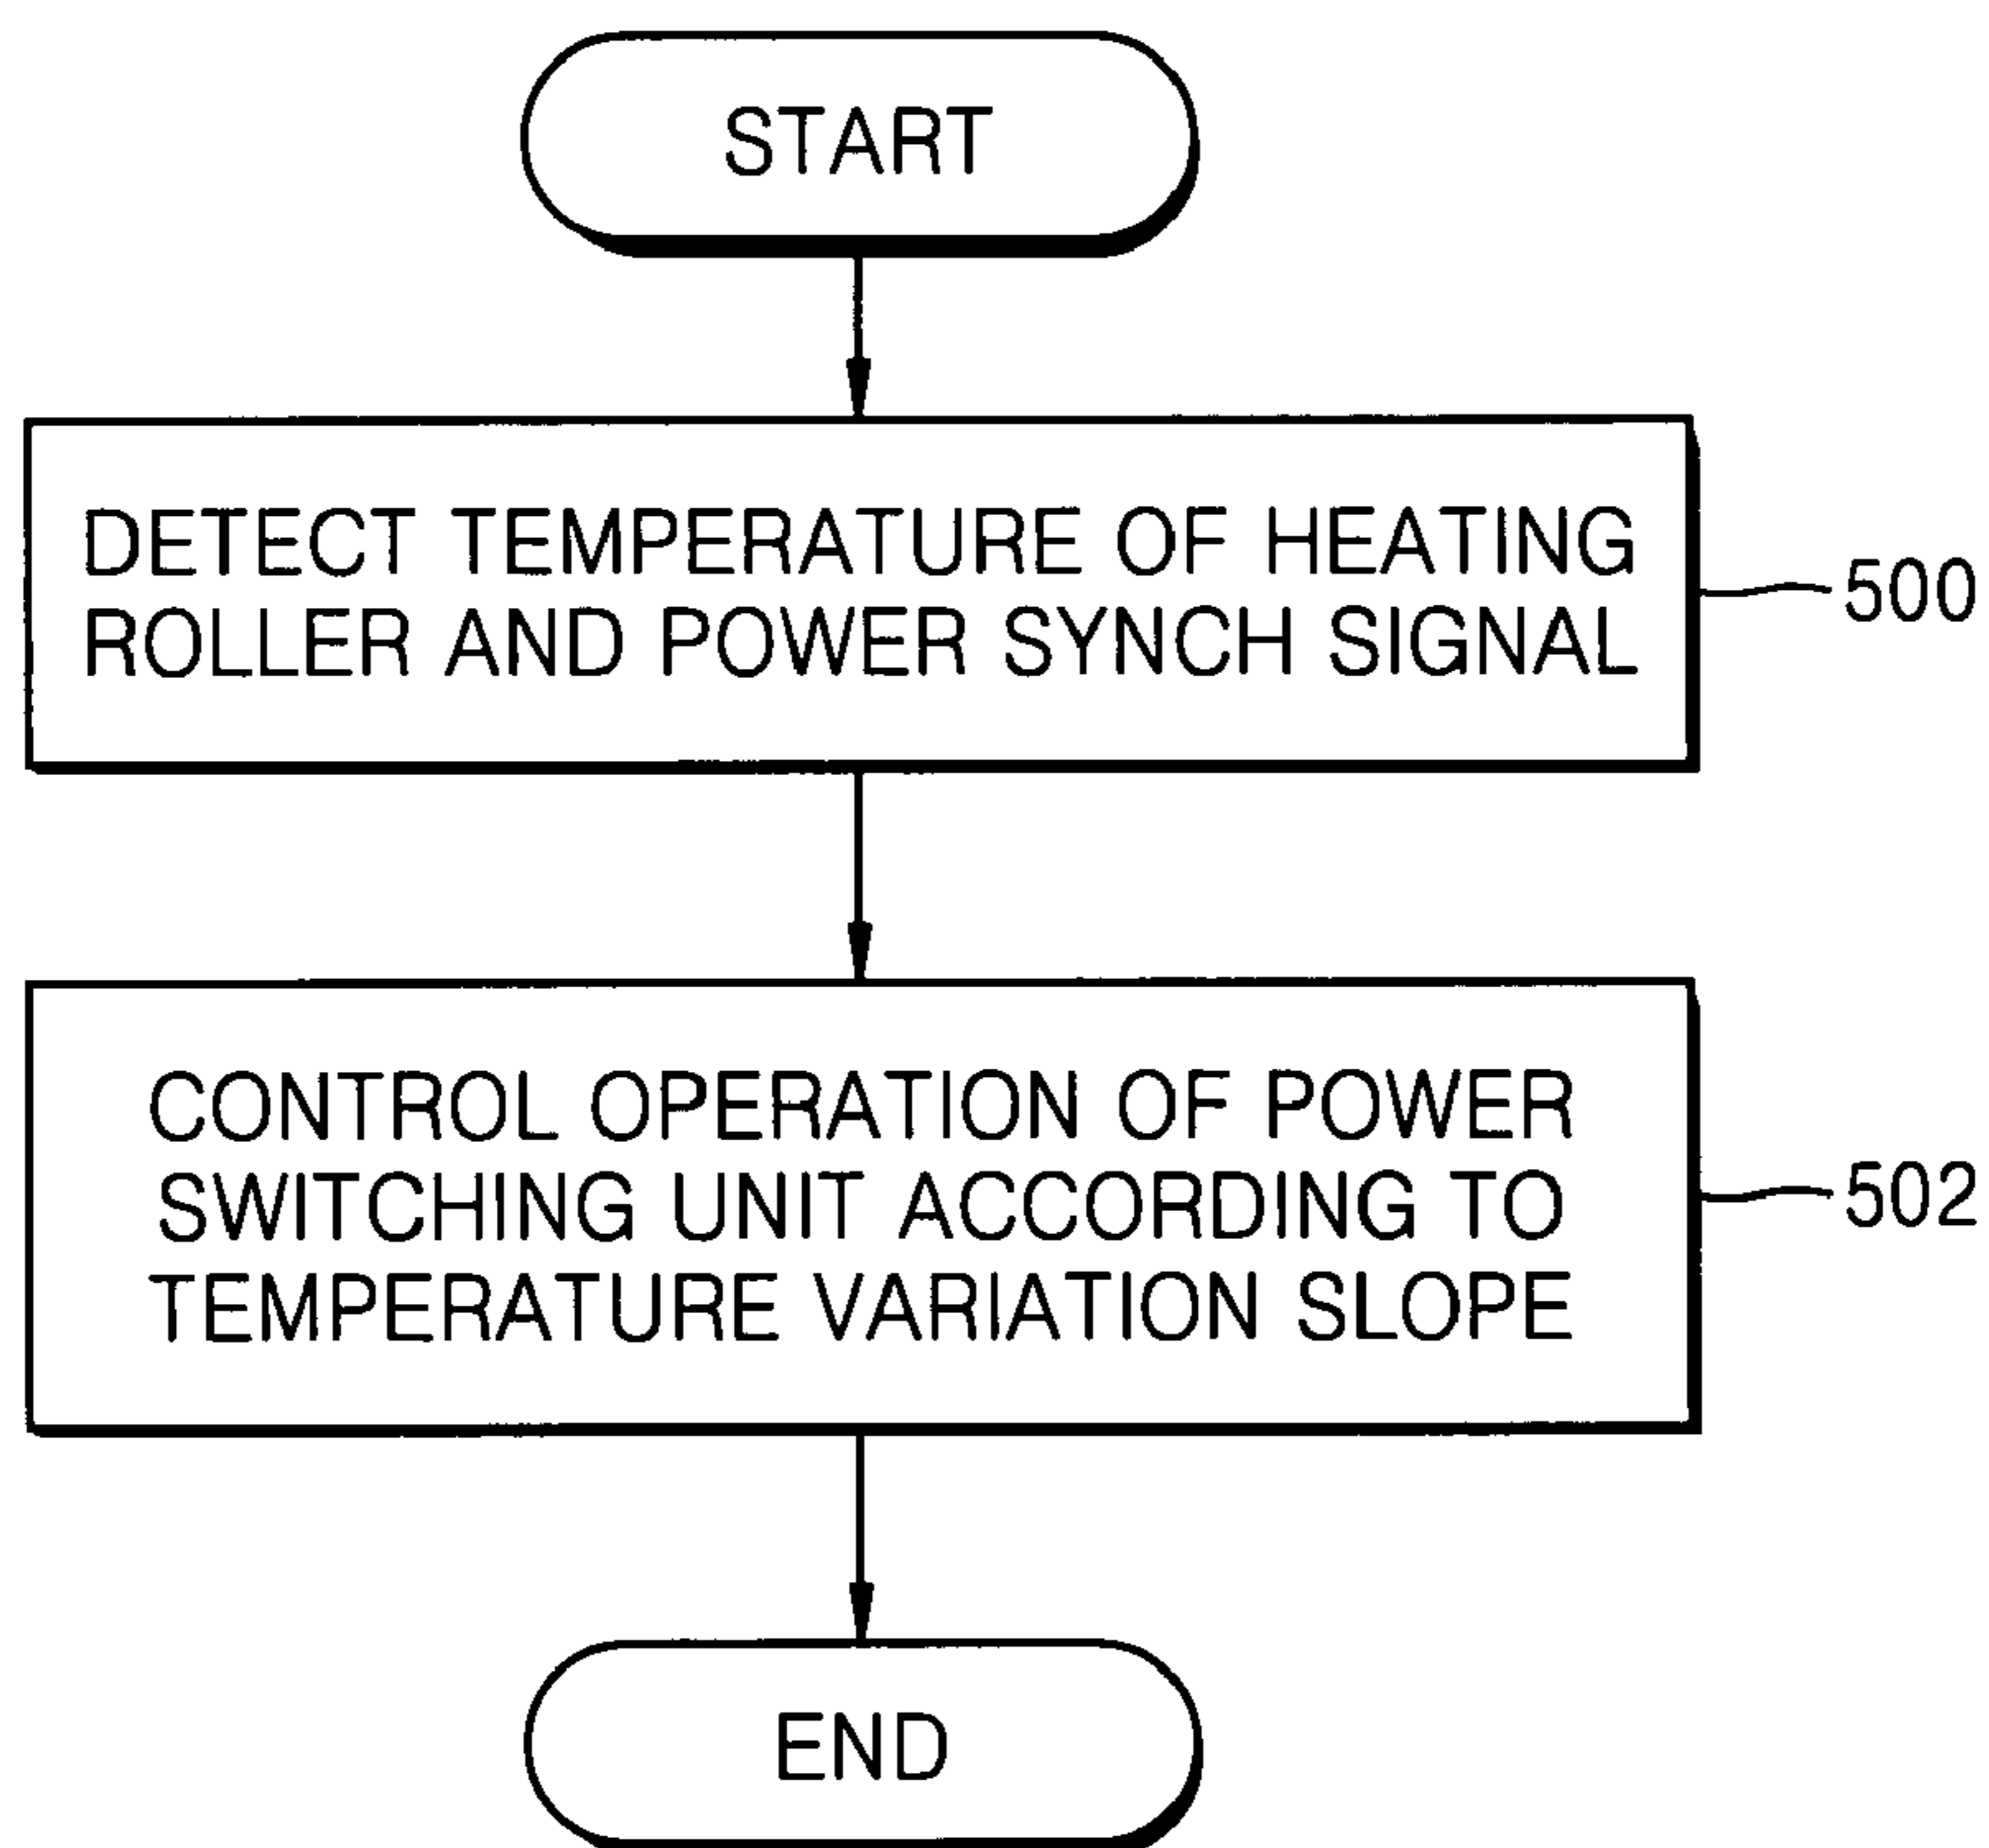 START
DETECT TEMPERATURE OF HEATING
ROLLER AND POWER SYNCH SIGNAL
500
CONTROL OPERATION OF POWER
SWITCHING UNIT ACCORDING TO
TEMPERATURE VARIATION SLOPE
502
END